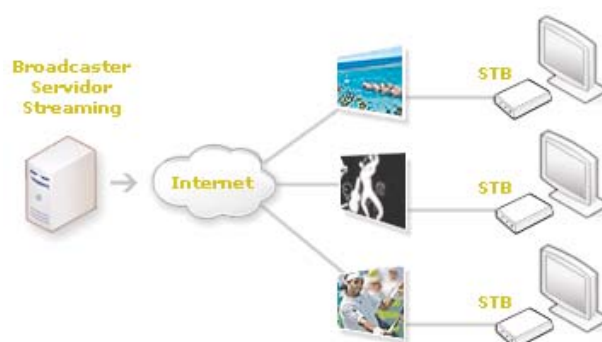 Broadcaster
Servidor
Streaming
Internet
STB
STB
STB